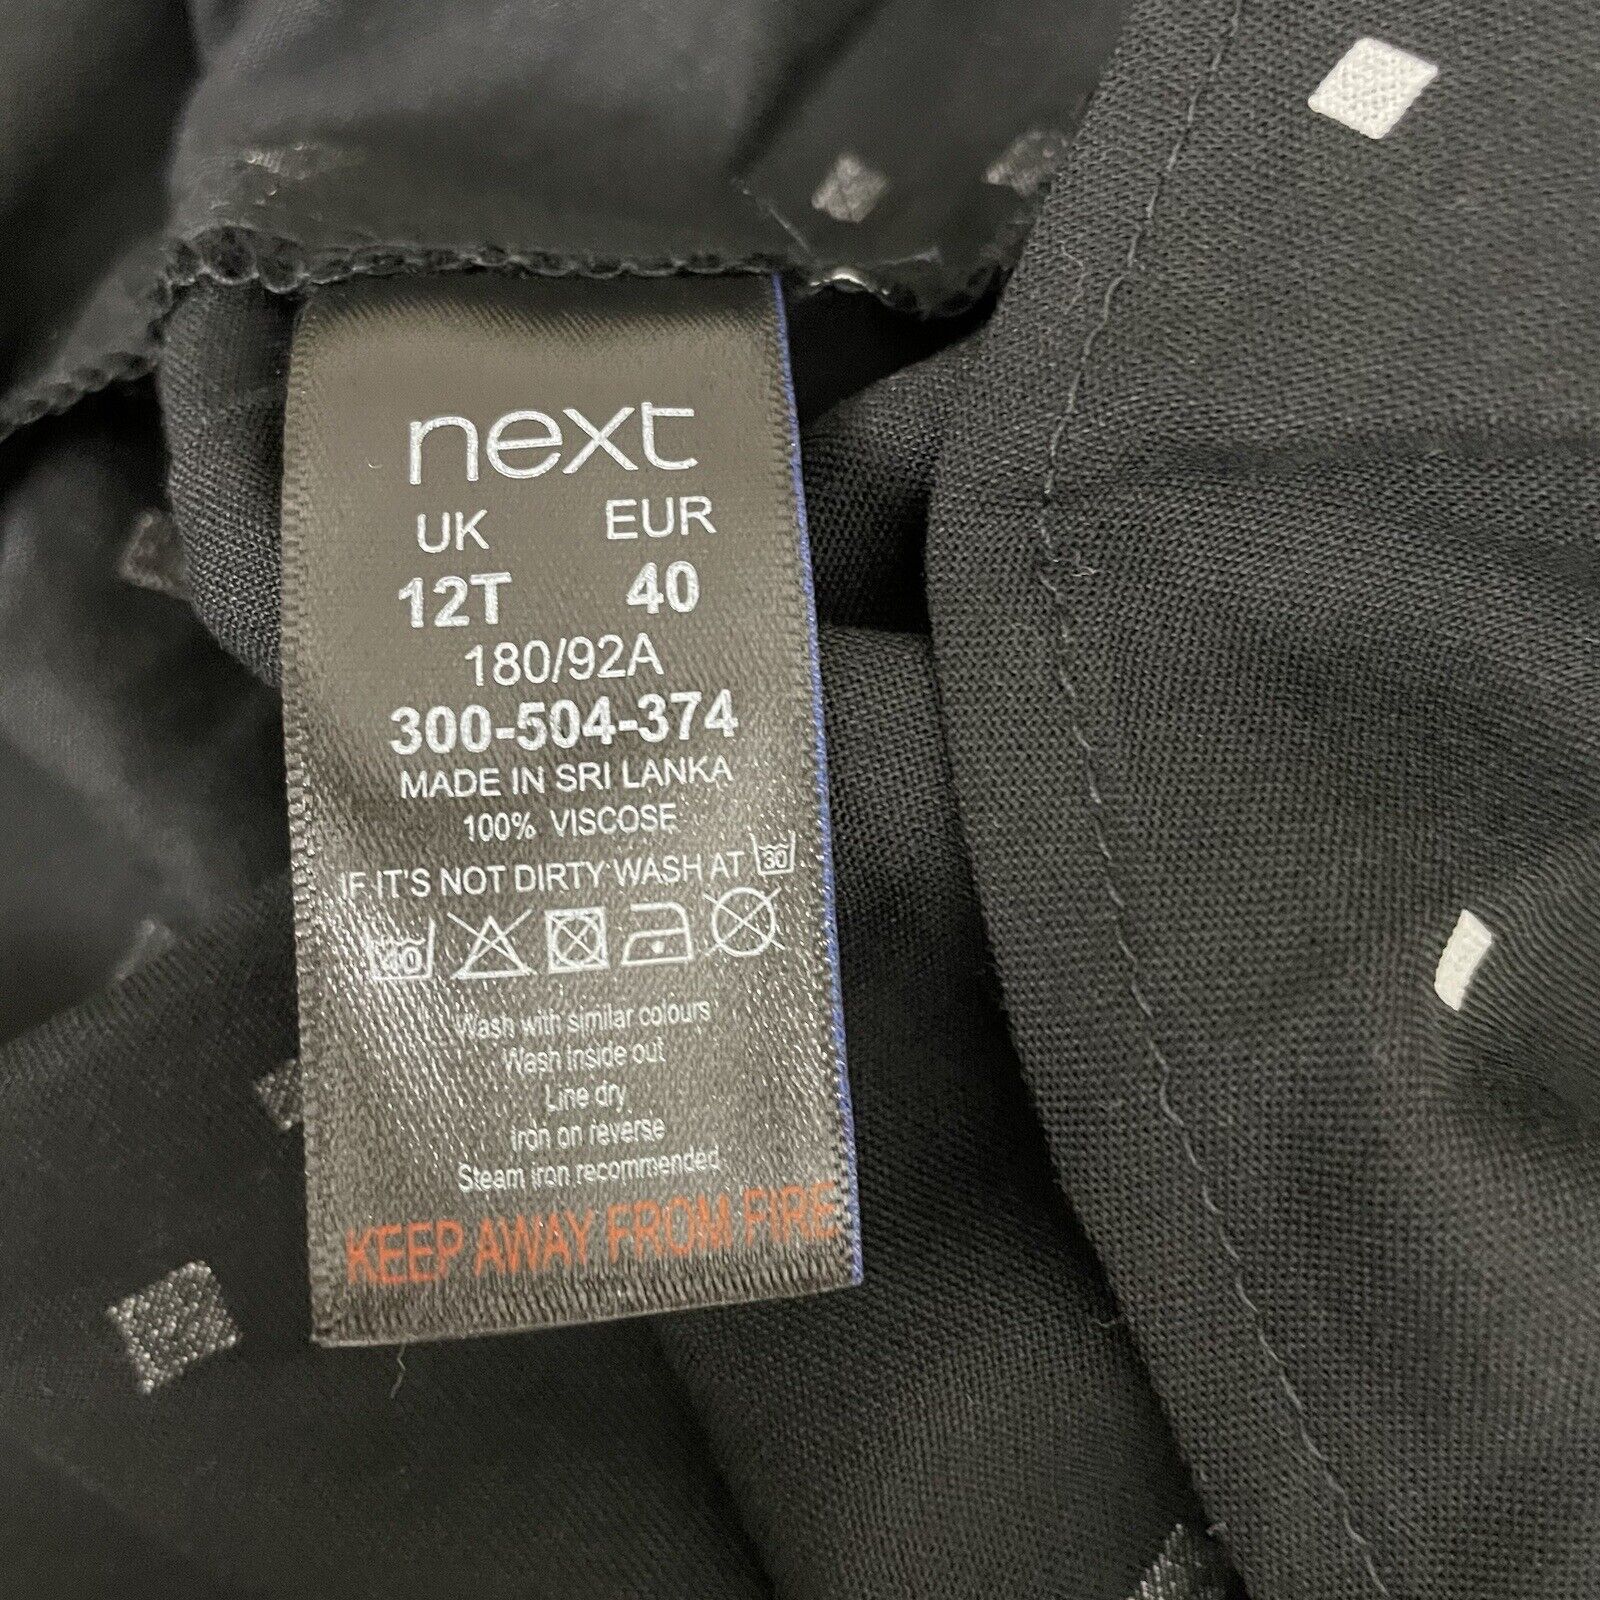 next
UK EUR
12T 40
180/92A
300-504-374
MADE IN SRI LANKA
100% VISCOSE
IF IT'S NOT DIRTY WASH AT 30
40
Wash with similar colours
Wash inside out
Line dry
Iron on reverse
Steam iron recommended
KEEP AWAY FROM FIRE